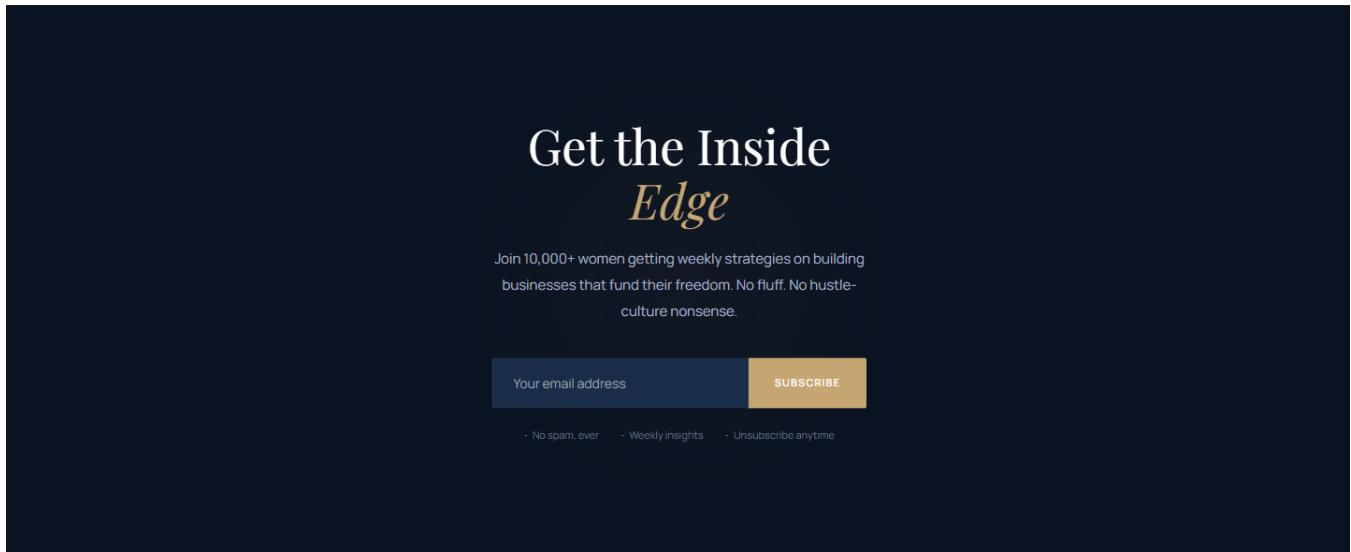 Get the Inside
Edge
Join 10,000+ women getting weekly strategies on building
businesses that fund their freedom. No fluff. No hustle-
culture nonsense.
Your email address
SUBSCRIBE
· No spam, ever · Weekly insights · Unsubscribe anytime